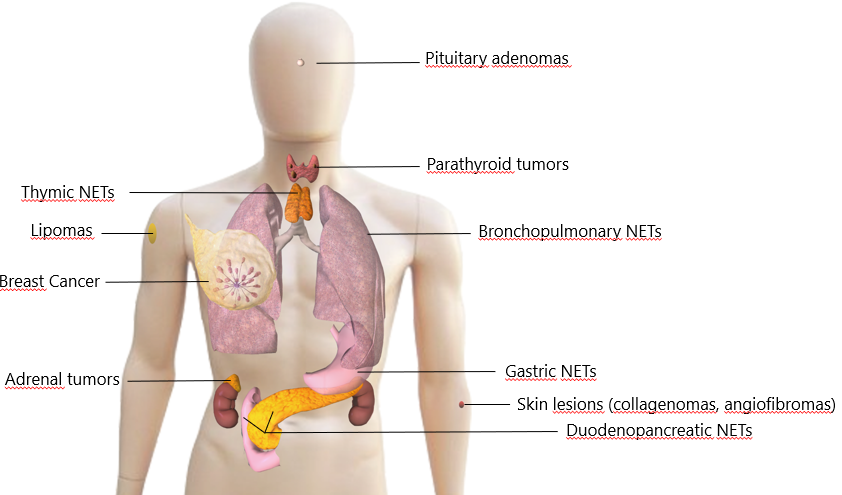 Pituitary adenomas
Parathyroid tumors
Thymic NETs
Lipomas
Bronchopulmonary NETs
Breast Cancer
Gastric NETs
Adrenal tumors
Skin lesions (collagenomas, angiofibromas)
Duodenopancreatic NETs